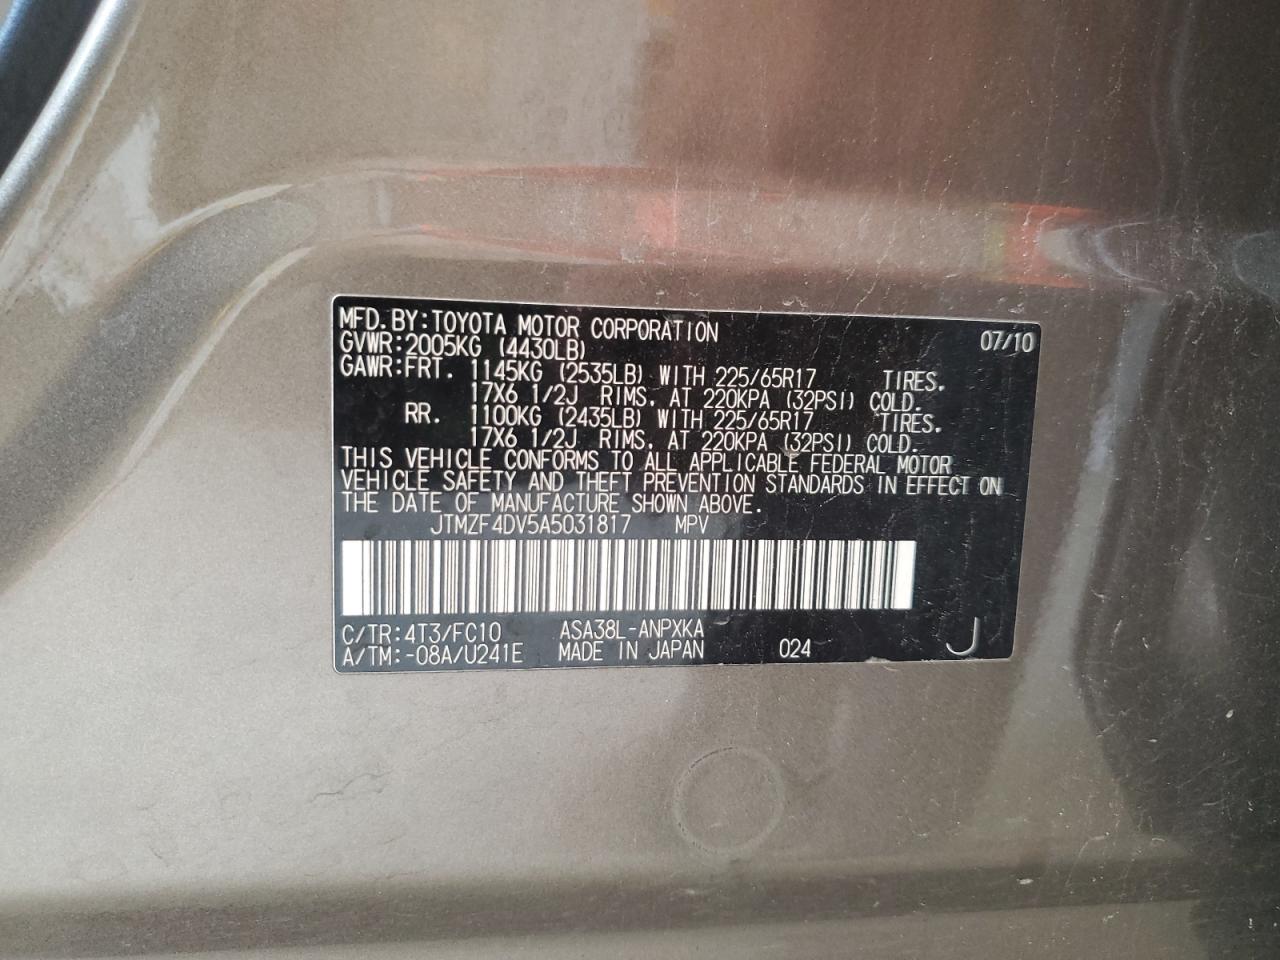 MFD. BY: TOYOTA MOTOR CORPORATION 07/10
GVWR: 2005KG (4430LB)
GAWR: FRT. 1145KG (2535LB) WITH 225/65R17 TIRES.
17X6 1/2J RIMS, AT 220KPA (32PSI) COLD.
RR. 1100KG (2435LB) WITH 225/65R17 TIRES.
17X6 1/2J RIMS, AT 220KPA (32PSI) COLD.
THIS VEHICLE CONFORMS TO ALL APPLICABLE FEDERAL MOTOR
VEHICLE SAFETY AND THEFT PREVENTION STANDARDS IN EFFECT ON
THE DATE OF MANUFACTURE SHOWN ABOVE.
JTMZF4DV5A5031817 MPV
C/TR: 4T3/FC10 ASA38L-ANPXKA
A/TM: -08A/U241E MADE IN JAPAN 024 J